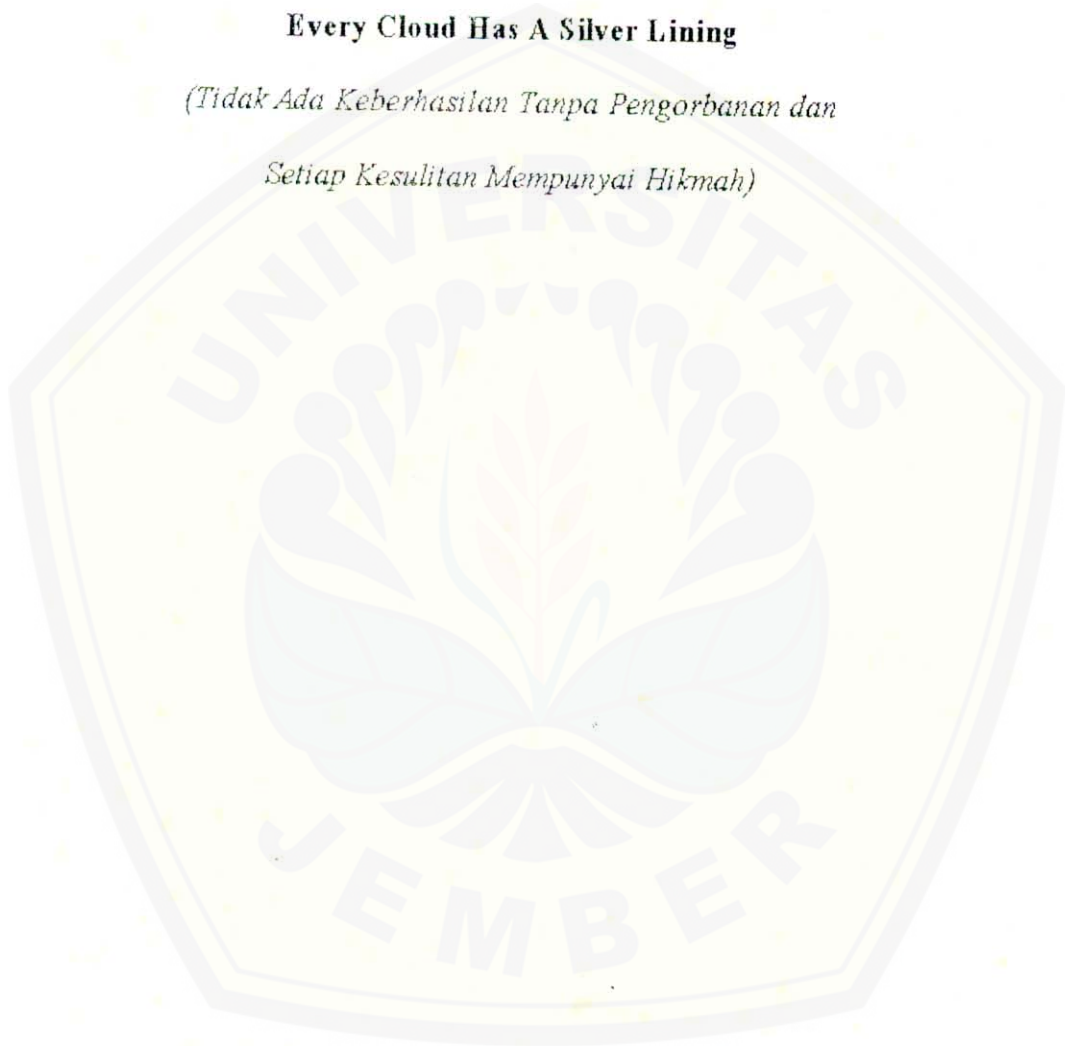 Every Cloud Has A Silver Lining
(Tidak Ada Keberhasilan Tanpa Pengorbanan dan
Setiap Kesulitan Mempunyai Hikmah)
UNIVERSITAS
JEMBER